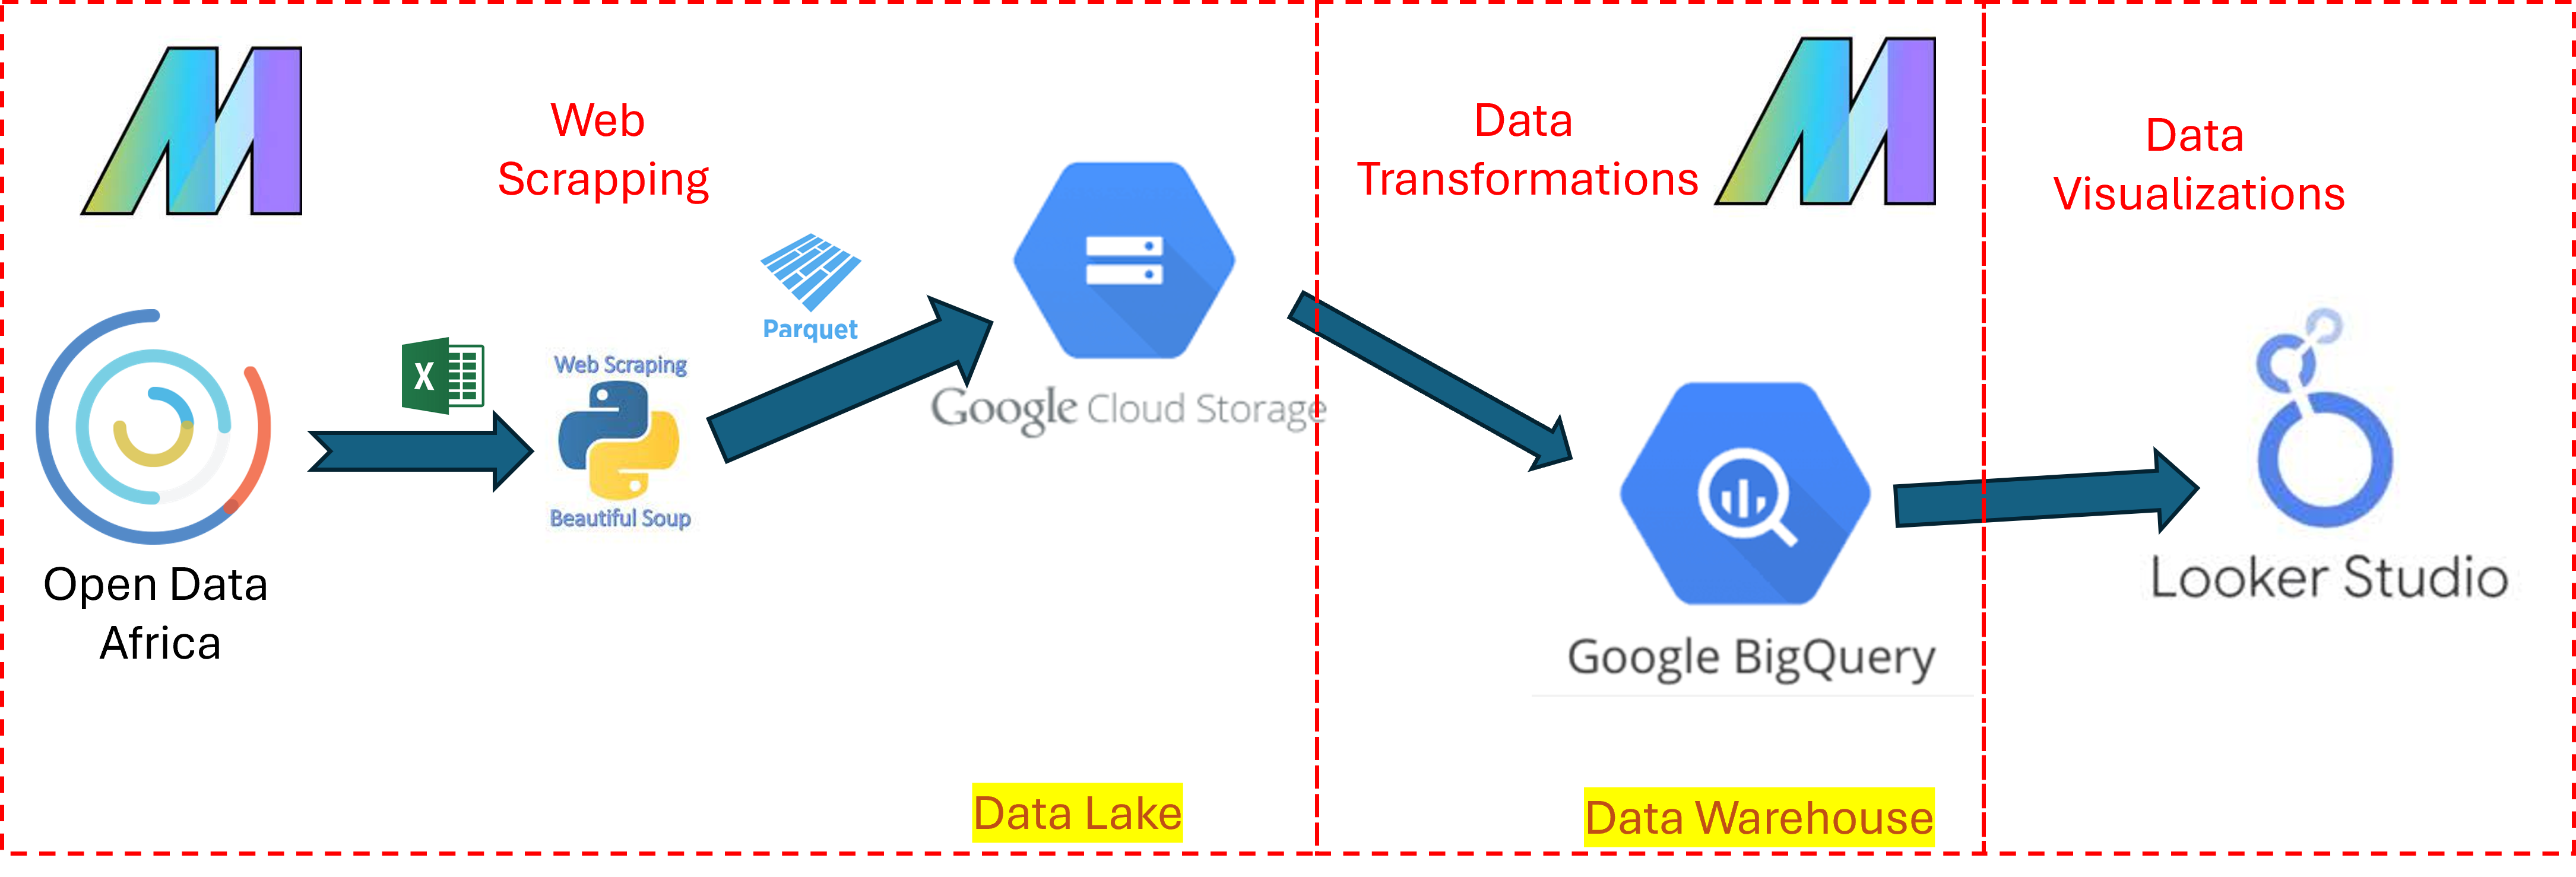 Web
Scrapping
Data
Transformations
Data
Visualizations
Parquet
X
Web Scraping
Beautiful Soup
Google Cloud Storage
Open Data
Africa
Google BigQuery
Looker Studio
Data Lake
Data Warehouse